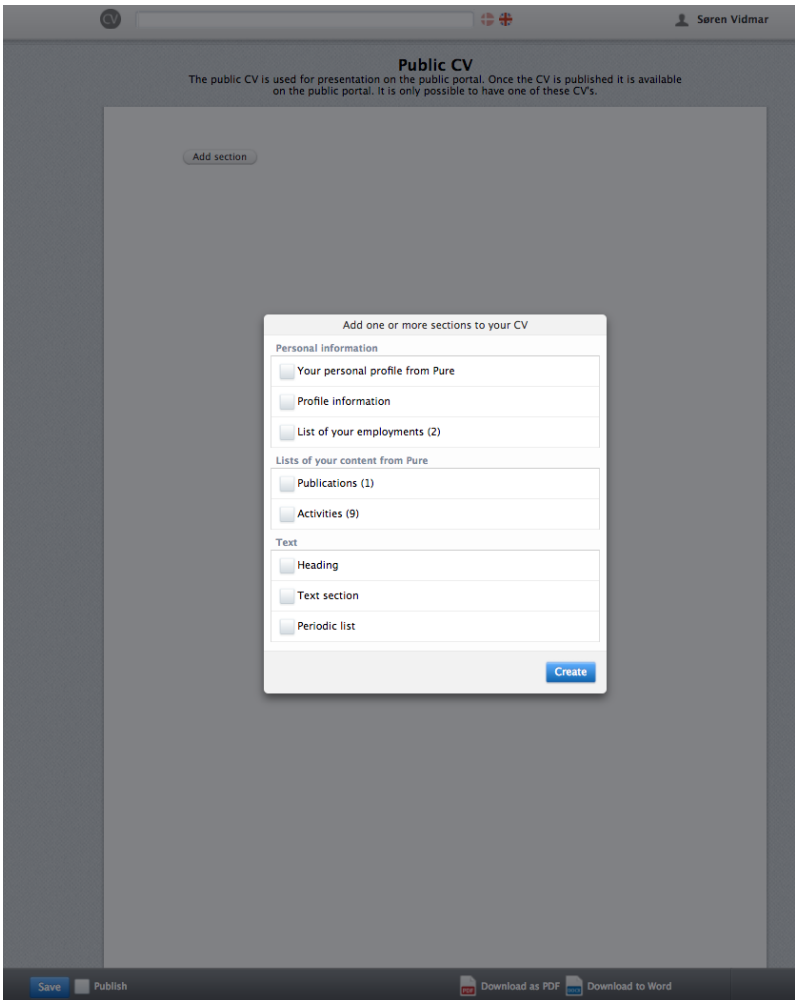 CV
Søren Vidmar
Public CV
The public CV is used for presentation on the public portal. Once the CV is published it is available
on the public portal. It is only possible to have one of these CV's.
Add section
Add one or more sections to your CV
Personal information
Your personal profile from Pure
Profile information
List of your employments (2)
Lists of your content from Pure
Publications (1)
Activities (9)
Text
Heading
Text section
Periodic list
Create
Save Publish PDF Download as PDF DOCX Download to Word